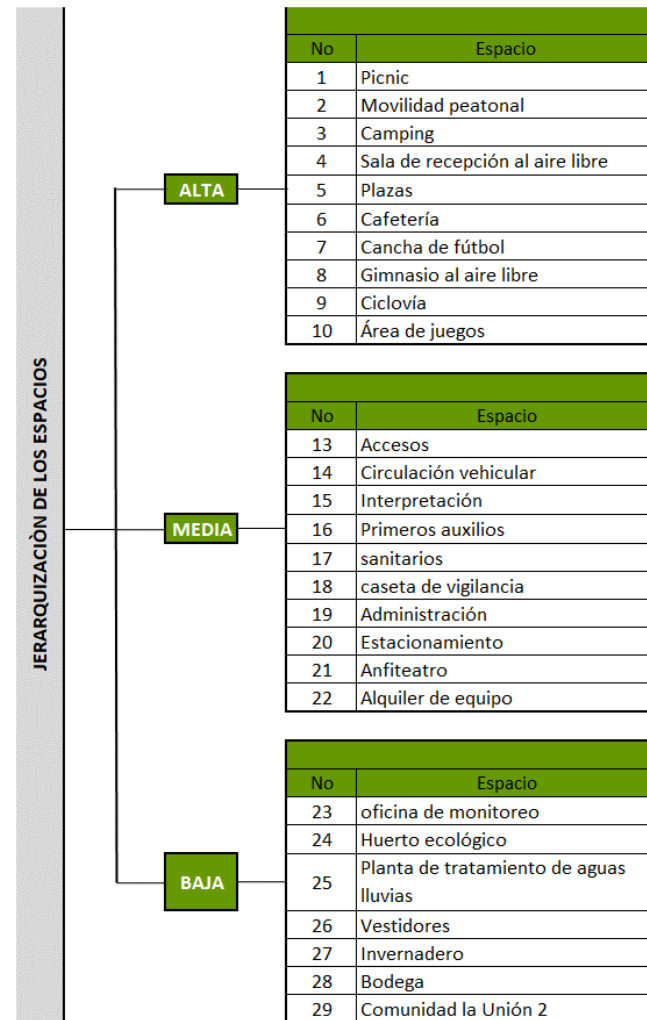 JERARQUIZACIÒN DE LOS ESPACIOS
ALTA
No Espacio
1 Picnic
2 Movilidad peatonal
3 Camping
4 Sala de recepción al aire libre
5 Plazas
6 Cafetería
7 Cancha de fútbol
8 Gimnasio al aire libre
9 Ciclovía
10 Área de juegos
MEDIA
No Espacio
13 Accesos
14 Circulación vehicular
15 Interpretación
16 Primeros auxilios
17 sanitarios
18 caseta de vigilancia
19 Administración
20 Estacionamiento
21 Anfiteatro
22 Alquiler de equipo
BAJA
No Espacio
23 oficina de monitoreo
24 Huerto ecológico
25 Planta de tratamiento de aguas
lluvias
26 Vestidores
27 Invernadero
28 Bodega
29 Comunidad la Unión 2